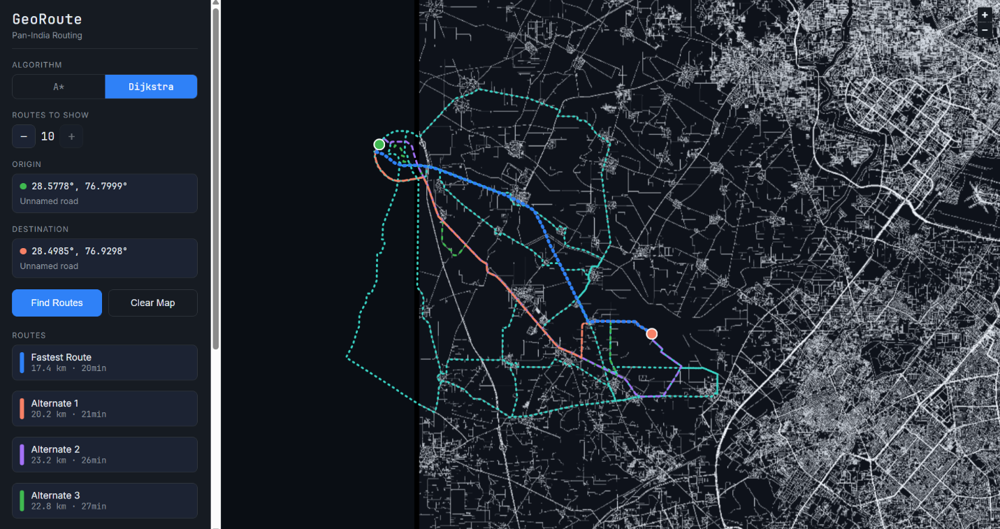 GeoRoute
Pan-India Routing
ALGORITHM
A*
Dijkstra
ROUTES TO SHOW
− 10 +
ORIGIN
28.5778°, 76.7999°
Unnamed road
DESTINATION
28.4985°, 76.9298°
Unnamed road
Find Routes
Clear Map
ROUTES
Fastest Route
17.4 km · 20min
Alternate 1
20.2 km · 21min
Alternate 2
23.2 km · 26min
Alternate 3
22.8 km · 27min
+
−